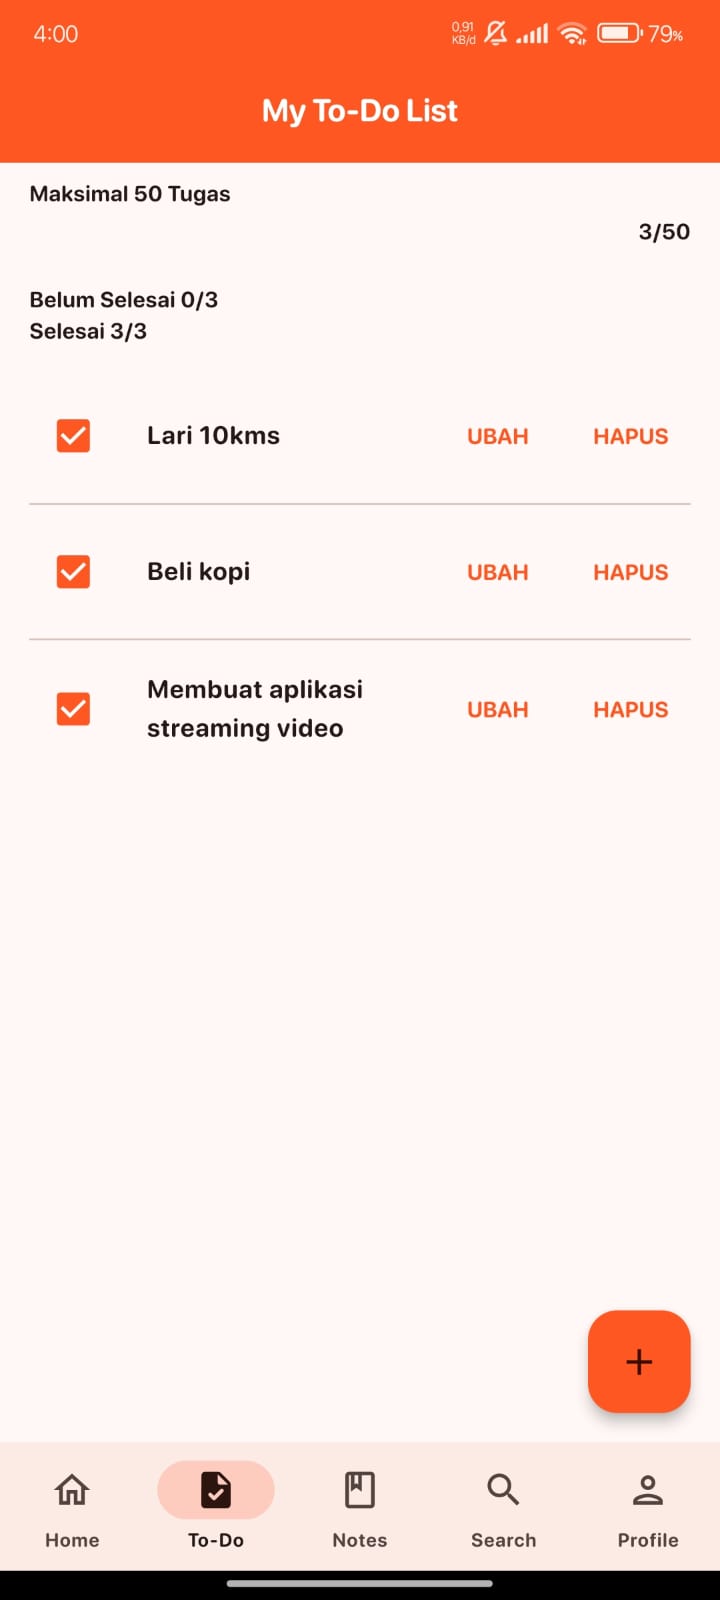 4:00
0,91
KB/d
79%
My To-Do List
Maksimal 50 Tugas
3/50
Belum Selesai 0/3
Selesai 3/3
Lari 10kms UBAH HAPUS
Beli kopi UBAH HAPUS
Membuat aplikasi
streaming video UBAH HAPUS
Home To-Do Notes Search Profile